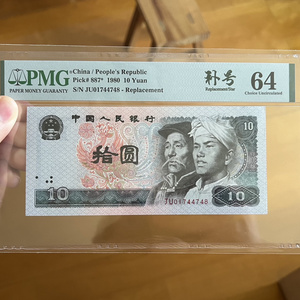 PMG
PAPER MONEY GUARANTY
China / People's Republic
Pick# 887* 1980 10 Yuan
S/N JU01744748 - Replacement
补号
Replacement/Star
64
Choice Uncirculated
中国人民银行
10
拾圆
JU01744748
10
10